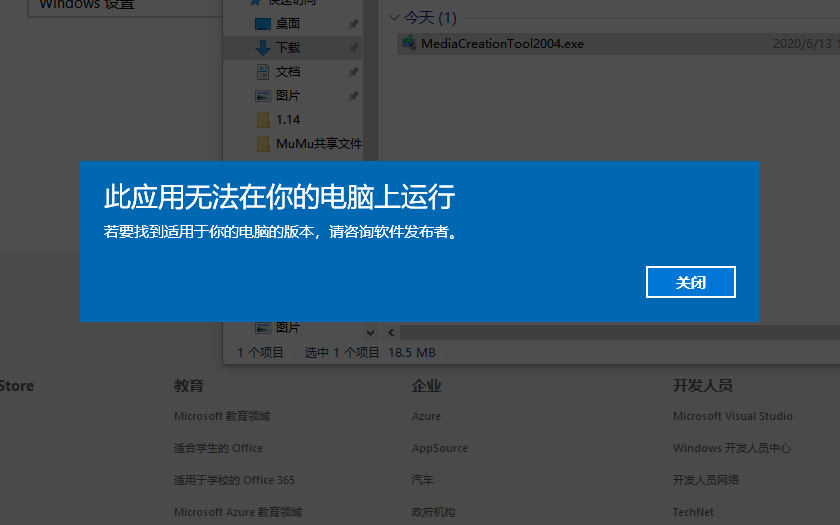 Windows 设置
快速访问
桌面
下载
文档
图片
1.14
MuMu共享文件
今天 (1)
MediaCreationTool2004.exe
2020/6/13
此应用无法在你的电脑上运行
若要找到适用于你的电脑的版本，请咨询软件发布者。
关闭
图片
1 个项目
选中 1 个项目 18.5 MB
Store
教育
企业
开发人员
Microsoft 教育领域
Azure
Microsoft Visual Studio
适合学生的 Office
AppSource
Windows 开发人员中心
适用于学校的 Office 365
汽车
开发人员网络
Microsoft Azure 教育领域
政府机构
TechNet